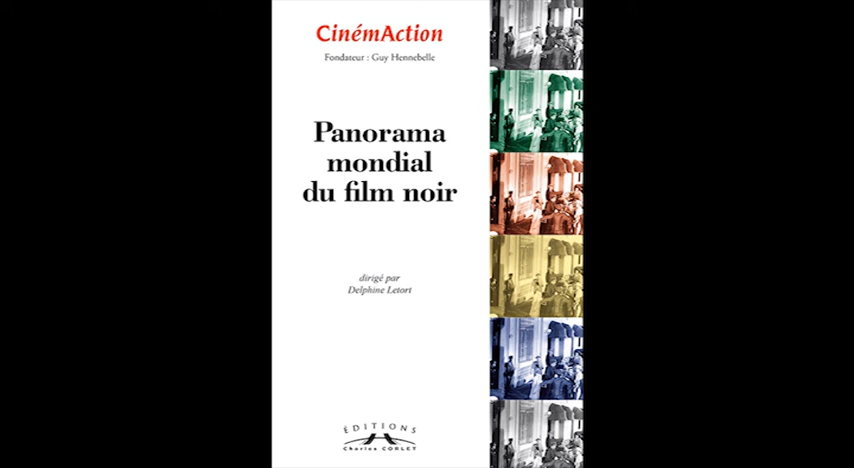 CinémAction
Fondateur : Guy Hennebelle
Panorama
mondial
du film noir
dirigé par
Delphine Letort
ÉDITIONS
Charles CORLET